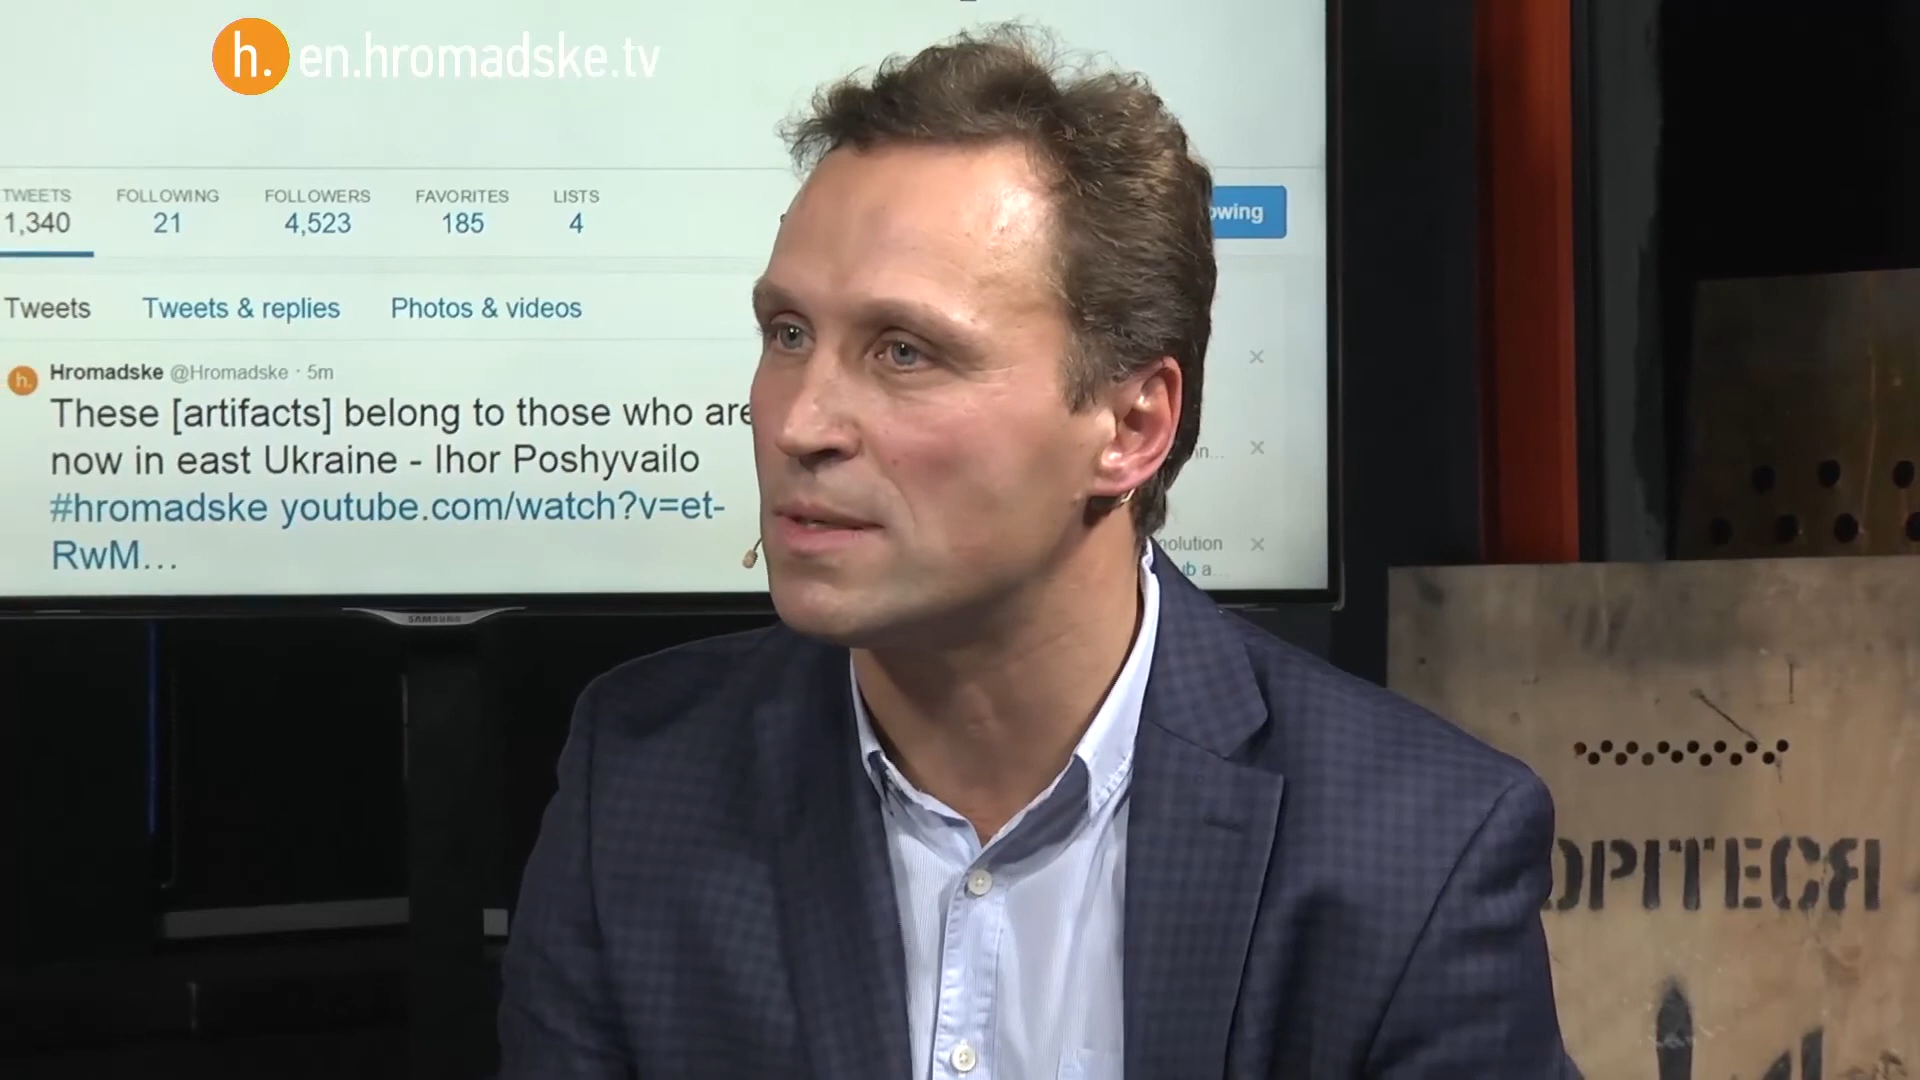 h. en.hromadske.tv
TWEETS FOLLOWING FOLLOWERS FAVORITES LISTS
1,340 21 4,523 185 4
owing
Tweets Tweets & replies Photos & videos
h. Hromadske @Hromadske · 5m
These [artifacts] belong to those who are
now in east Ukraine - Ihor Poshyvailo
#hromadske youtube.com/watch?v=et-
RwM...
olution
ub a...
SAMSUNG
ОРІТЕСЯ